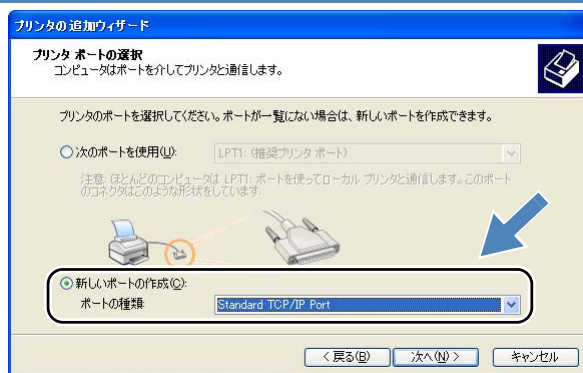 プリンタの追加ウィザード
プリンタ ポートの選択
コンピュータはポートを介してプリンタと通信します。
プリンタのポートを選択してください。ポートが一覧にない場合は、新しいポートを作成できます。
次のポートを使用(U):
LPT1: (推奨プリンタ ポート)
注意: ほとんどのコンピュータは LPT1: ポートを使ってローカル プリンタと通信します。このポート
のコネクタはこのような形状をしています:
新しいポートの作成(C):
ポートの種類:
Standard TCP/IP Port
< 戻る(B)
次へ(N) >
キャンセル